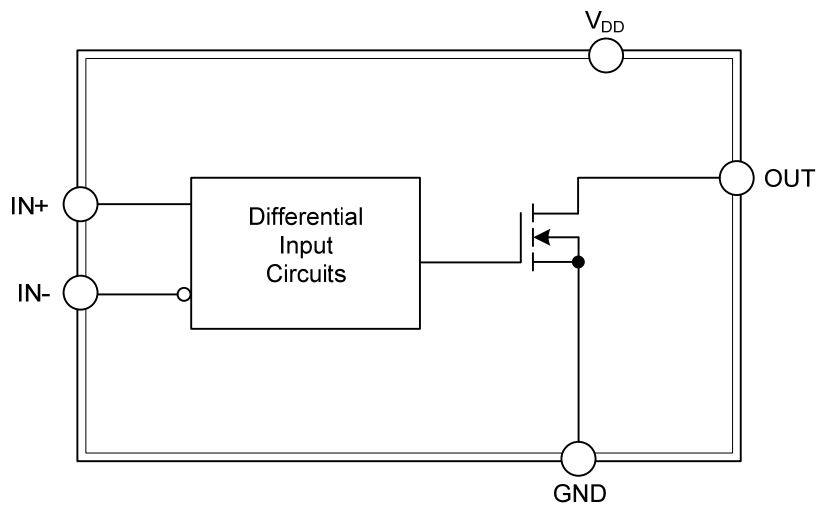 VDD
IN+
Differential
Input
Circuits
OUT
IN-
GND